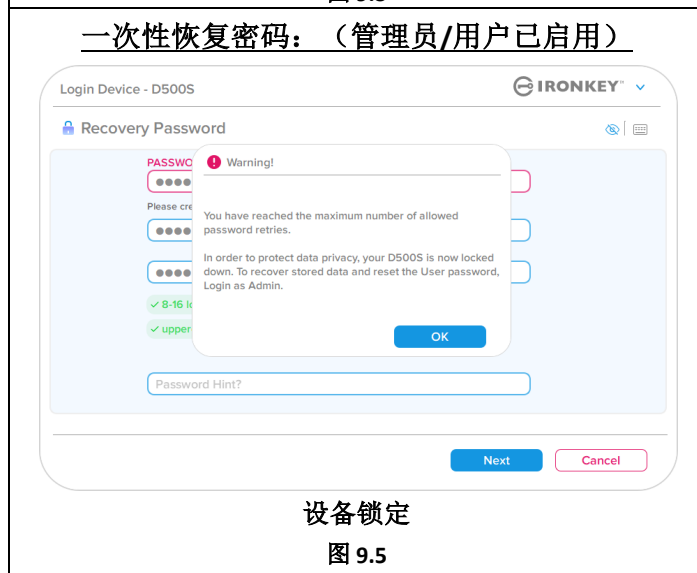 一次性恢复密码：（管理员/用户已启用）
Login Device - D500S
IRONKEY™
Recovery Password
Warning!
You have reached the maximum number of allowed
password retries.
In order to protect data privacy, your D500S is now locked
down. To recover stored data and reset the User password,
Login as Admin.
OK
PASSWO
Please cre
8-16 lo
upper
Password Hint?
Next
Cancel
设备锁定
图 9.5